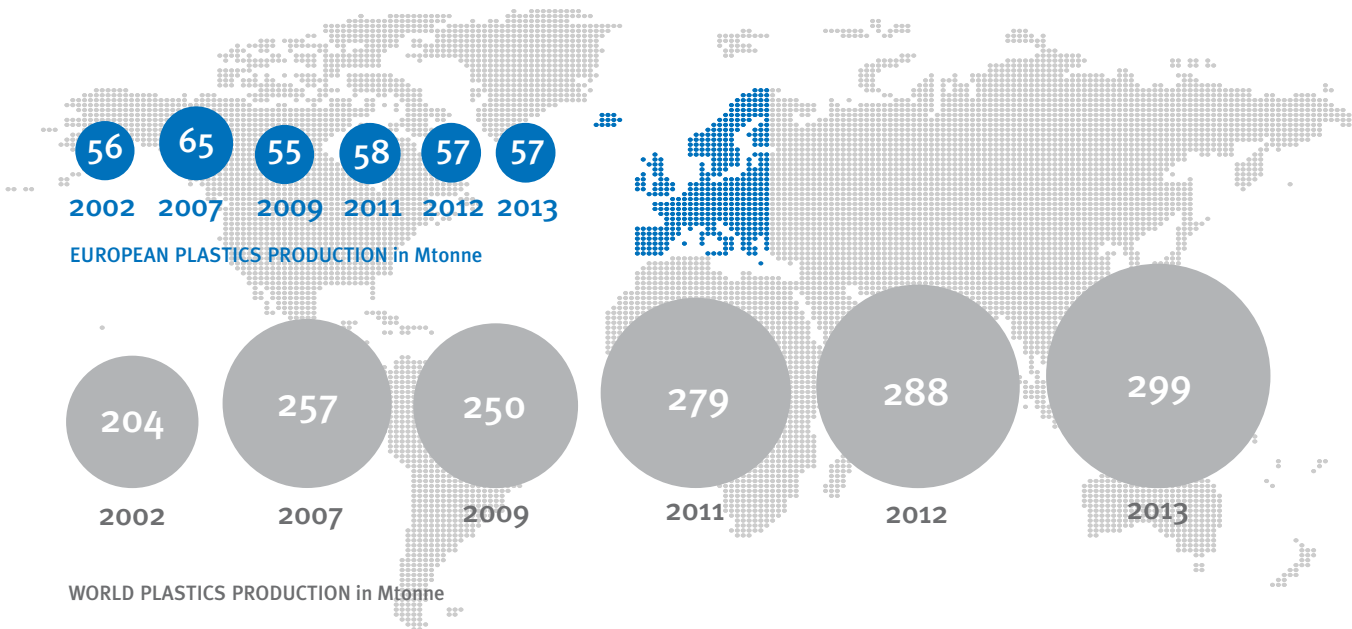 56 65 55 58 57 57
2002 2007 2009 2011 2012 2013
EUROPEAN PLASTICS PRODUCTION in Mtonne
204 257 250 279 288 299
2002 2007 2009 2011 2012 2013
WORLD PLASTICS PRODUCTION in Mtonne